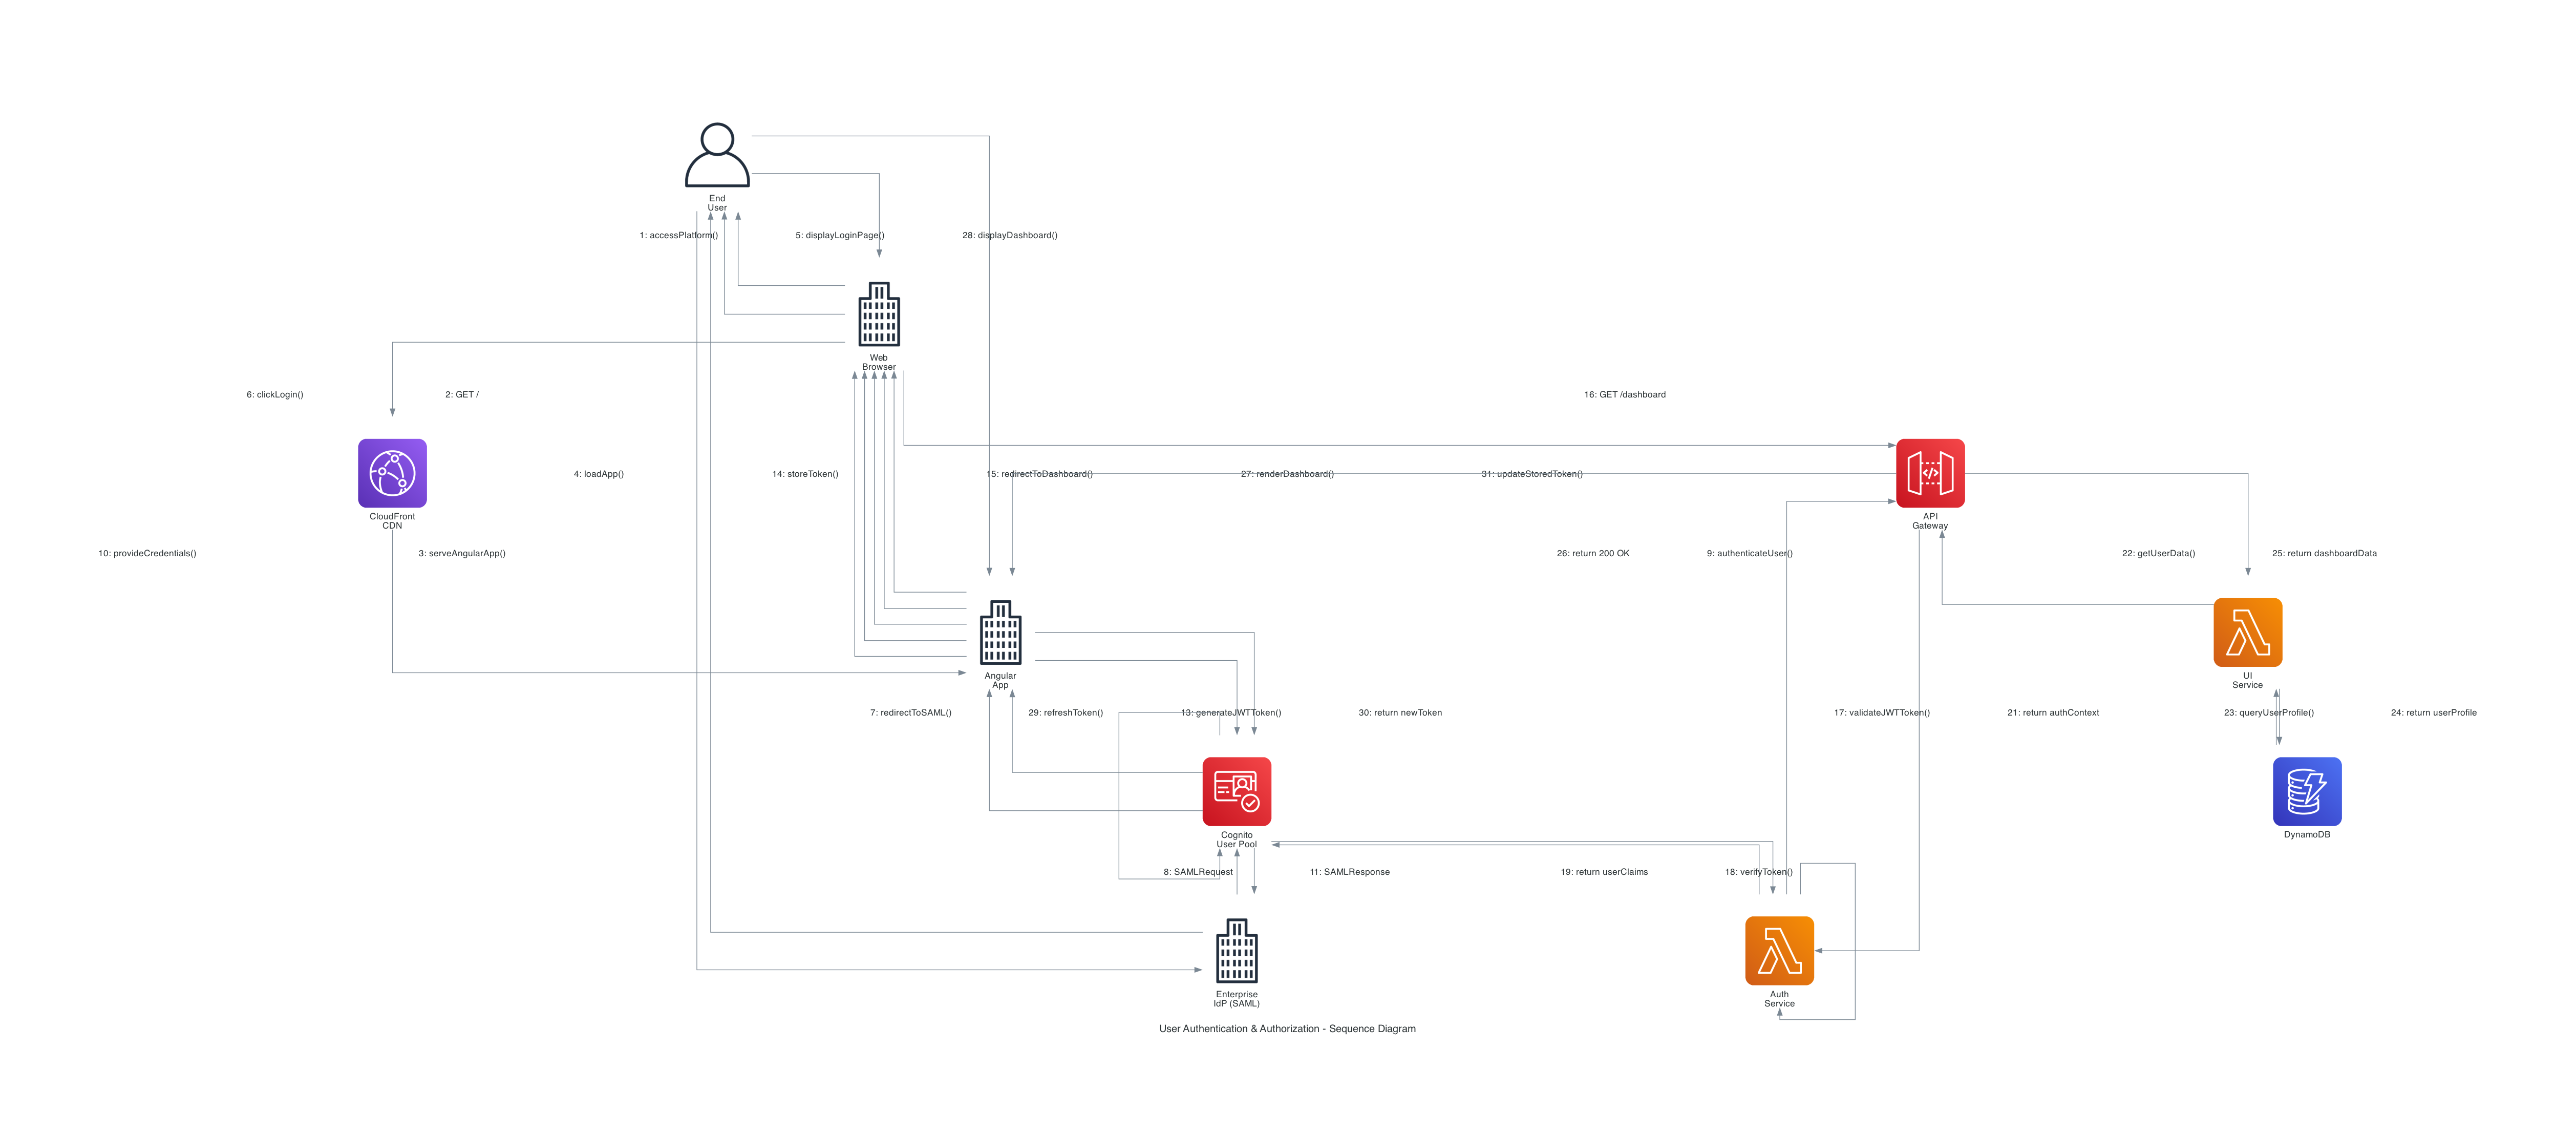 End
User
1: accessPlatform()
5: displayLoginPage()
28: displayDashboard()
Web
Browser
6: clickLogin()
2: GET /
16: GET /dashboard
4: loadApp()
14: storeToken()
15: redirectToDashboard()
27: renderDashboard()
31: updateStoredToken()
CloudFront
CDN
API
Gateway
10: provideCredentials()
3: serveAngularApp()
26: return 200 OK
9: authenticateUser()
22: getUserData()
25: return dashboardData
Angular
App
UI
Service
7: redirectToSAML()
29: refreshToken()
13: generateJWTToken()
30: return newToken
17: validateJWTToken()
21: return authContext
23: queryUserProfile()
24: return userProfile
Cognito
User Pool
DynamoDB
8: SAMLRequest
11: SAMLResponse
19: return userClaims
18: verifyToken()
Enterprise
IdP (SAML)
Auth
Service
User Authentication & Authorization - Sequence Diagram